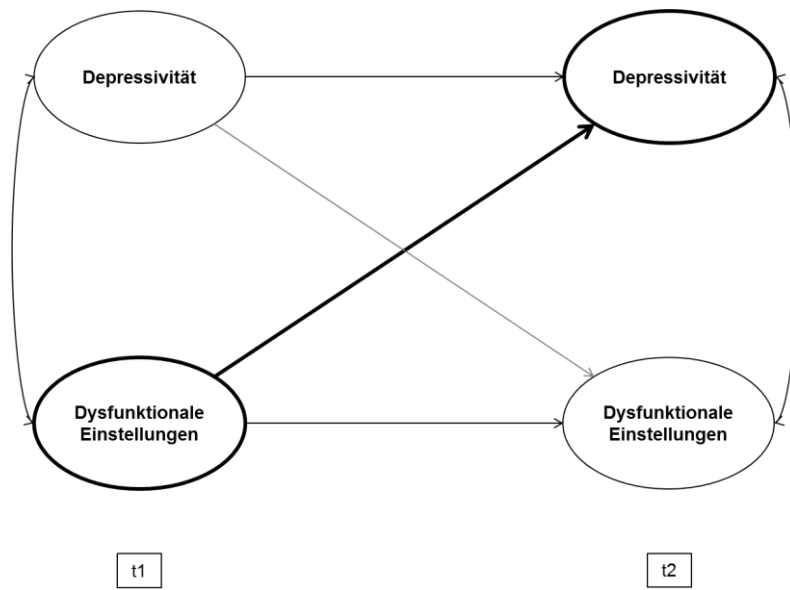 Depressivität
Depressivität
Dysfunktionale
Einstellungen
Dysfunktionale
Einstellungen
t1
t2